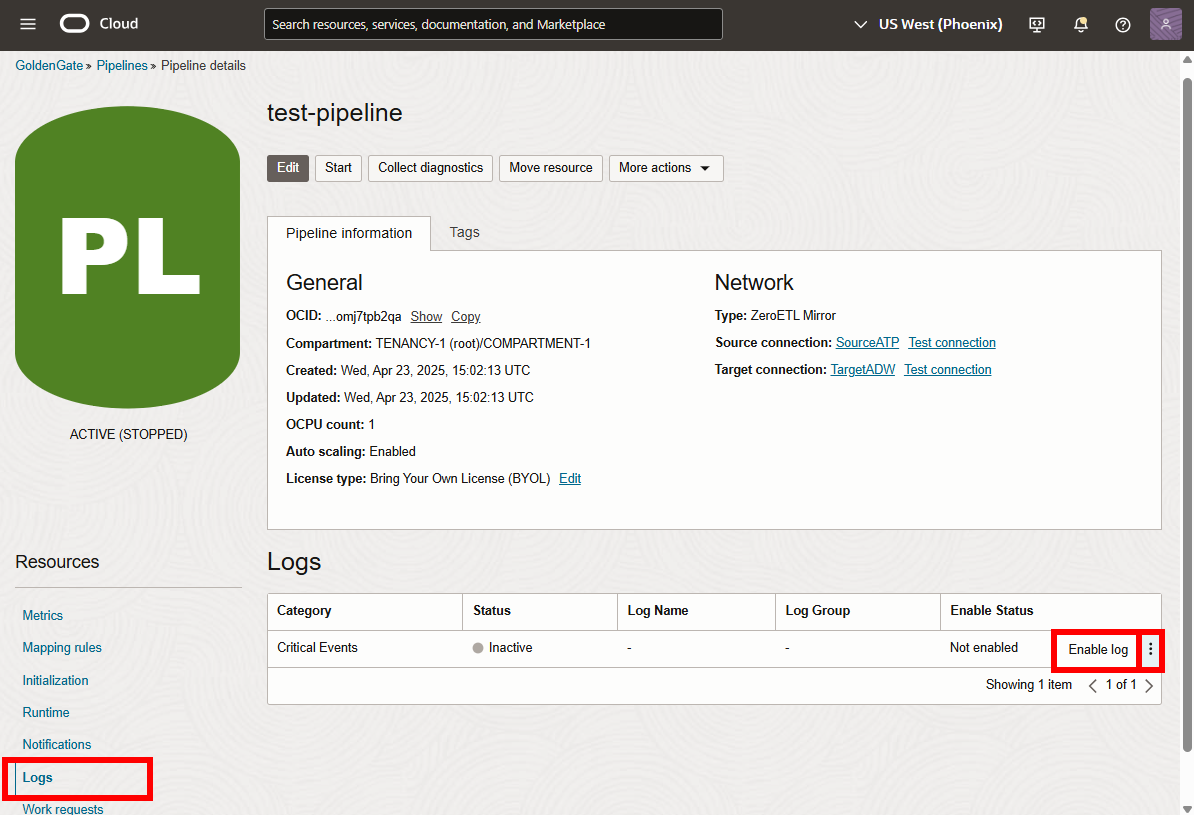 Cloud
Search resources, services, documentation, and Marketplace
US West (Phoenix)
GoldenGate » Pipelines » Pipeline details
PL
ACTIVE (STOPPED)
test-pipeline
Edit Start Collect diagnostics Move resource More actions
Pipeline information Tags
General
OCID: ...omj7tpb2qa Show Copy
Compartment: TENANCY-1 (root)/COMPARTMENT-1
Created: Wed, Apr 23, 2025, 15:02:13 UTC
Updated: Wed, Apr 23, 2025, 15:02:13 UTC
OCPU count: 1
Auto scaling: Enabled
License type: Bring Your Own License (BYOL) Edit
Network
Type: ZeroETL Mirror
Source connection: SourceATP Test connection
Target connection: TargetADW Test connection
Resources
Metrics
Mapping rules
Initialization
Runtime
Notifications
Logs
Work requests
Logs
Category Status Log Name Log Group Enable Status
Critical Events Inactive - - Not enabled Enable log
Showing 1 item 1 of 1